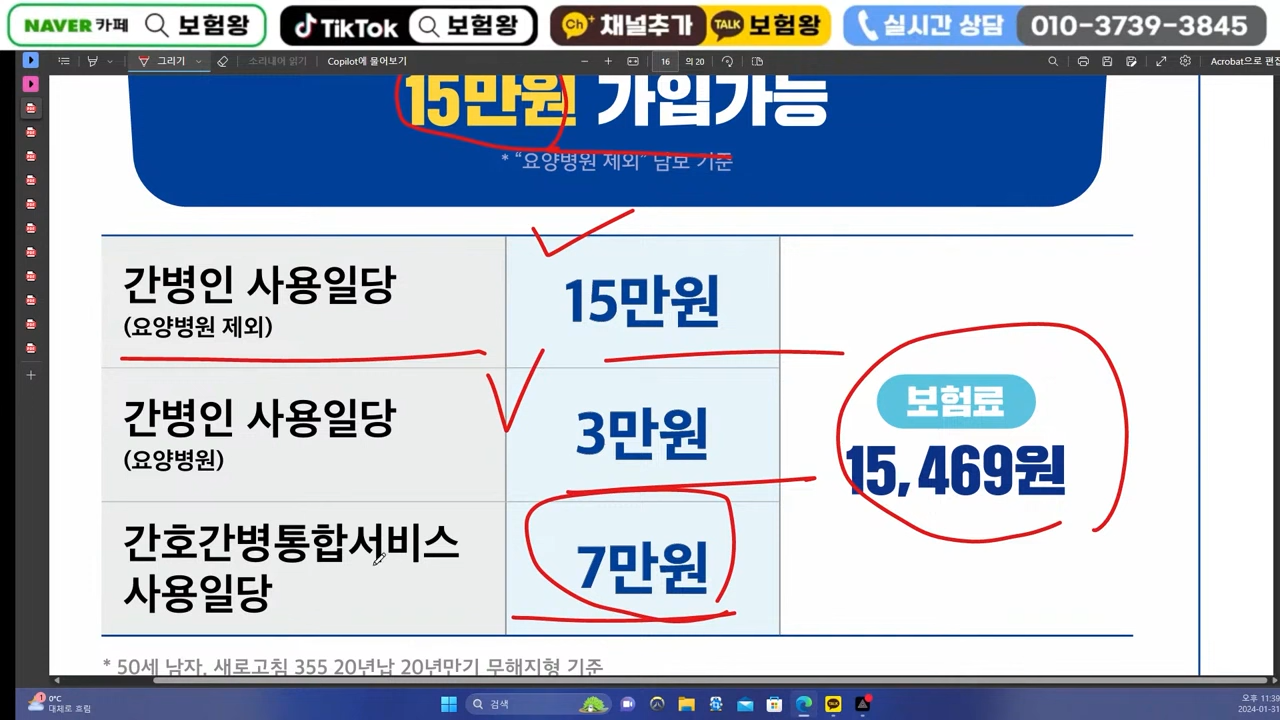 NAVER 카페 보험왕 TikTok 보험왕 Ch+ 채널추가 TALK 보험왕 실시간 상담 010-3739-3845
그리기 소리내어 읽기 Copilot에 물어보기 16 의 20 Acrobat으로 편집
15만원 가입가능
* “요양병원 제외” 담보 기준
간병인 사용일당
(요양병원 제외)
15만원
간병인 사용일당
(요양병원)
3만원
보험료
15,469원
간호간병통합서비스
사용일당
7만원
* 50세 남자, 새로고침 355 20년납 20년만기 무해지형 기준
1 0°C
대체로 흐림
검색
TALK
오후 11:39
2024-01-31